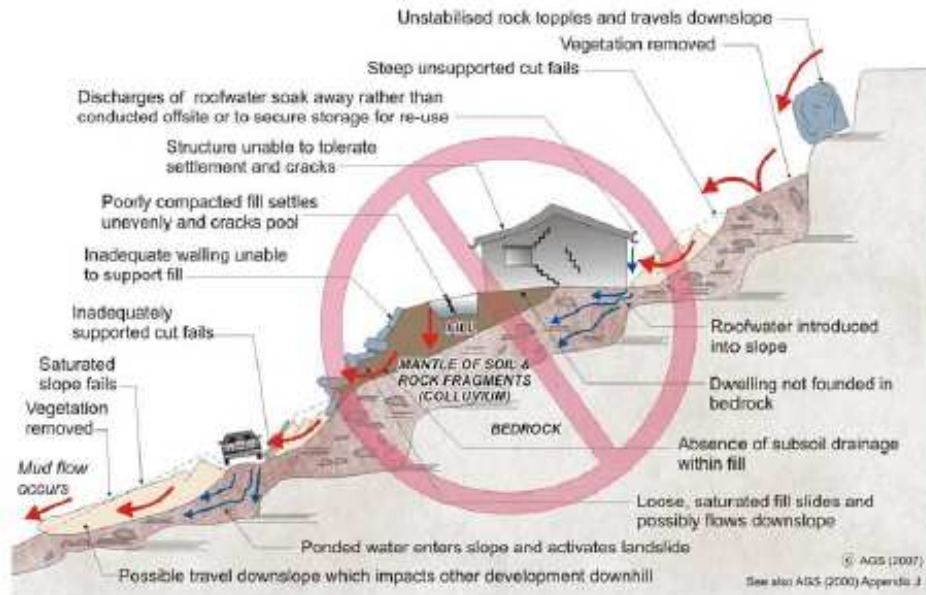 Unstabilised rock topples and travels downslope
Vegetation removed
Steep unsupported cut fails
Discharges of roofwater soak away rather than
conducted offsite or to secure storage for re-use
Structure unable to tolerate
settlement and cracks
Poorly compacted fill settles
unevenly and cracks pool
Inadequate walling unable
to support fill
Inadequately
supported cut fails
Saturated
slope fails
Vegetation
removed
Mud flow
occurs
FILL
MANTLE OF SOIL &
ROCK FRAGMENTS
(COLLUVIUM)
BEDROCK
Roofwater introduced
into slope
Dwelling not founded in
bedrock
Absence of subsoil drainage
within fill
Loose, saturated fill slides and
possibly flows downslope
Ponded water enters slope and activates landslide
Possible travel downslope which impacts other development downhill
© AGS (2007)
See also AGS (2000) Appendix J